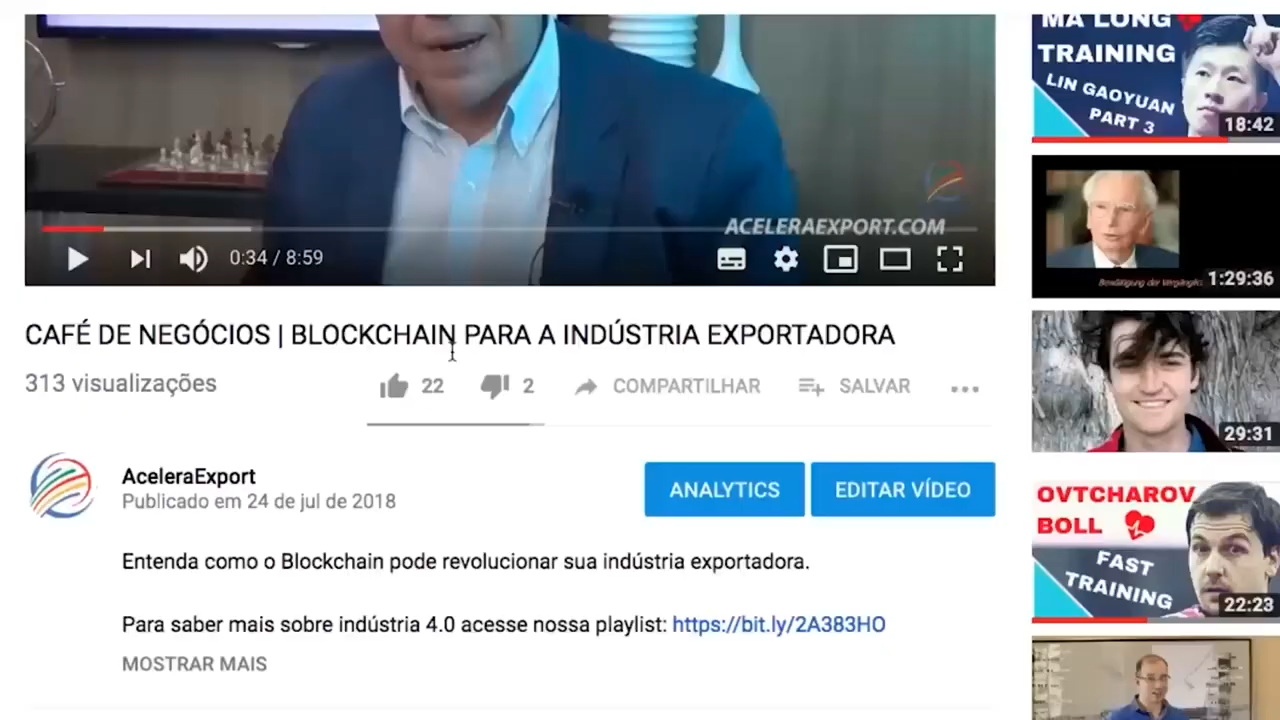 ACELERAEXPORT.COM
0:34 / 8:59
CAFÉ DE NEGÓCIOS | BLOCKCHAIN PARA A INDÚSTRIA EXPORTADORA
313 visualizações
22
2
COMPARTILHAR
SALVAR
AceleraExport
Publicado em 24 de jul de 2018
ANALYTICS
EDITAR VÍDEO
Entenda como o Blockchain pode revolucionar sua indústria exportadora.
Para saber mais sobre indústria 4.0 acesse nossa playlist: https://bit.ly/2A383HO
MOSTRAR MAIS
MA LONG
TRAINING
LIN GAOYUAN
PART 3
18:42
1:29:36
29:31
OVTCHAROV
BOLL
FAST
TRAINING
22:23